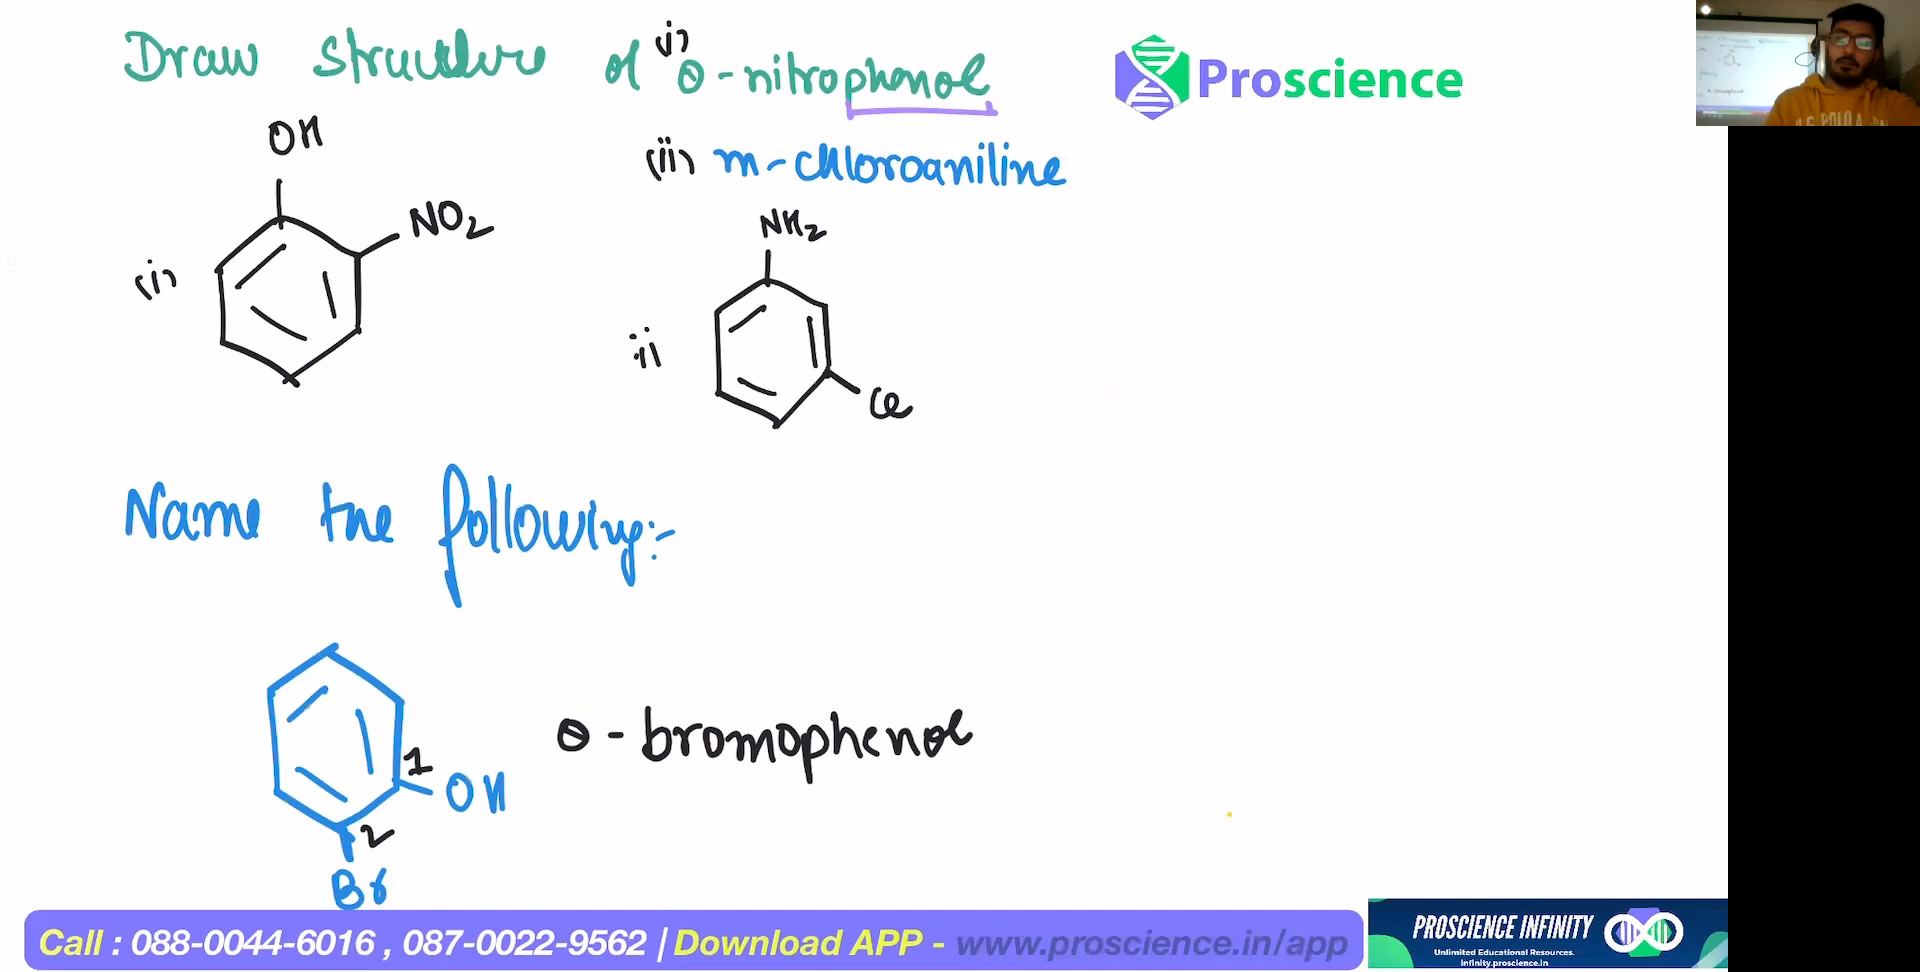 Draw structure of (i) o-nitrophenol
Proscience
(ii) m-chloroaniline
OH
NO2
(i)
NH2
ii
Cl
Name the following:-
1
OH
2
Br
o-bromophenol
Call : 088-0044-6016 , 087-0022-9562 | Download APP - www.proscience.in/app
PROSCIENCE INFINITY
Unlimited Educational Resources.
infinity.proscience.in